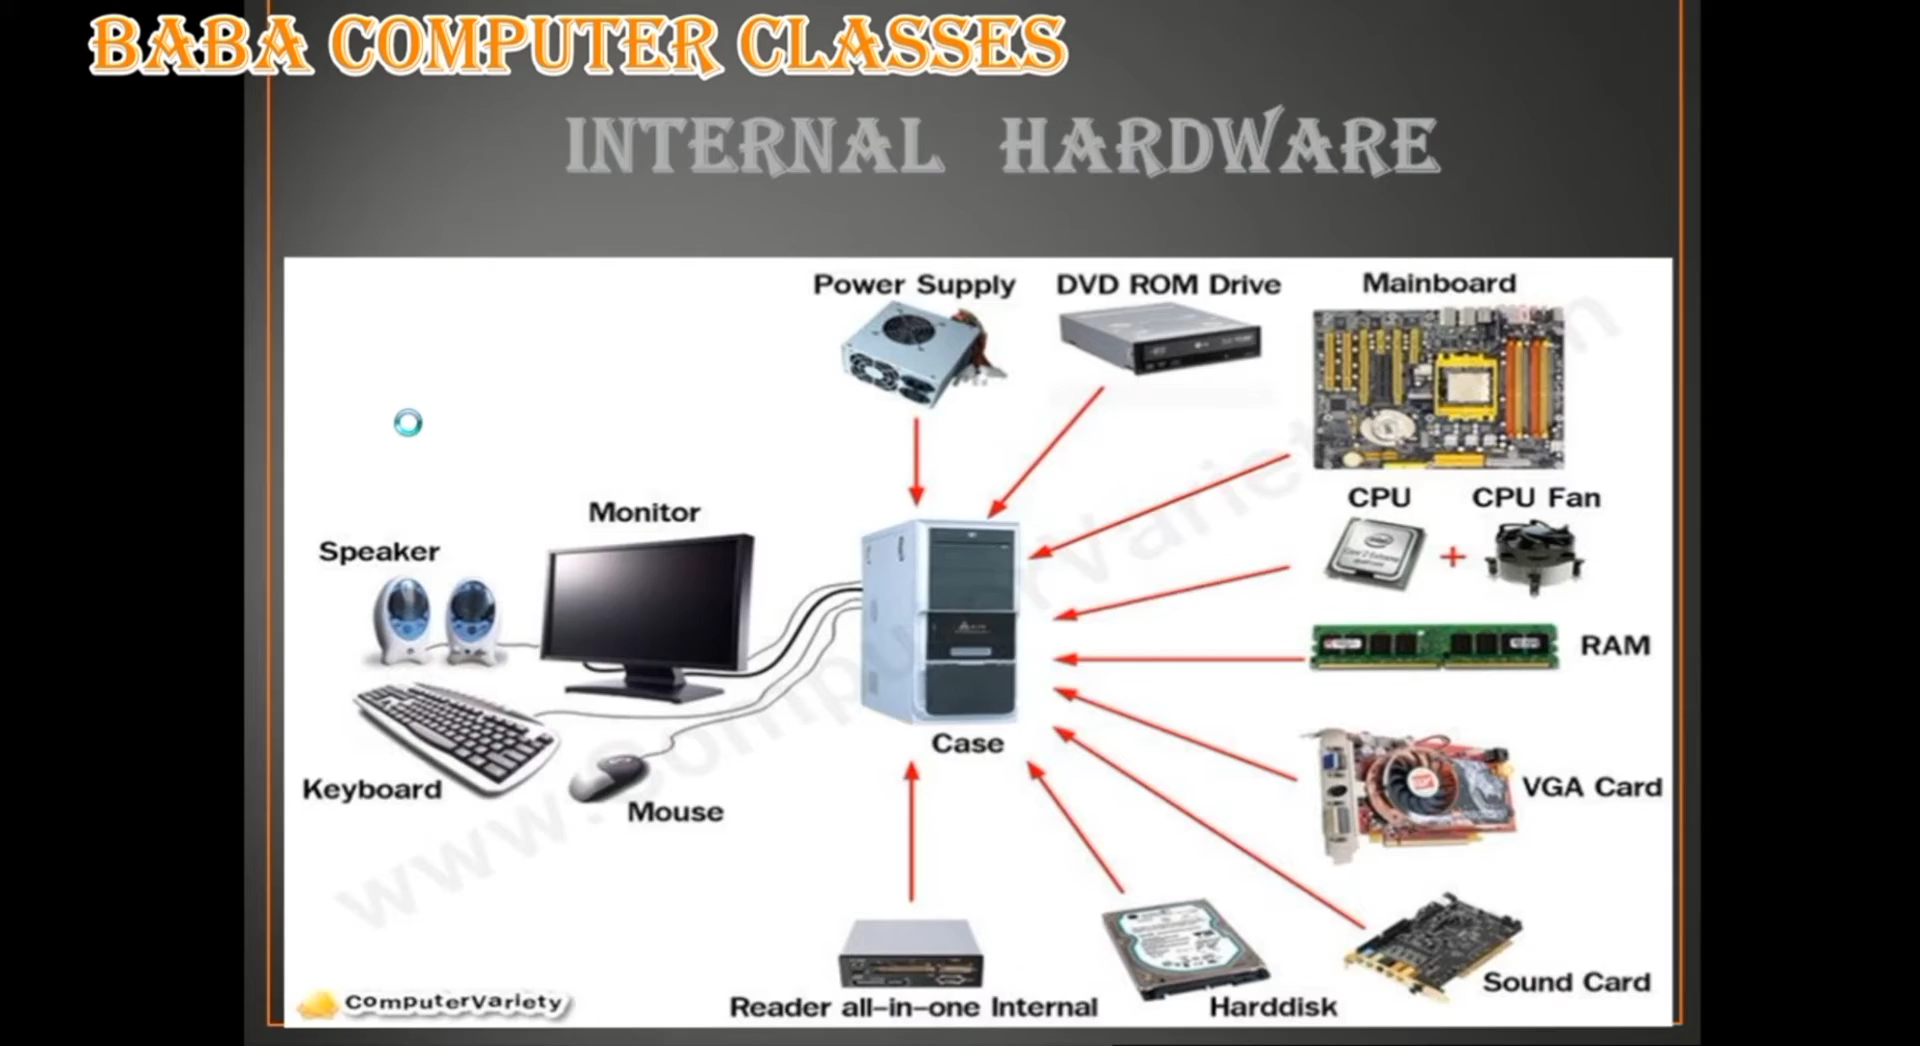 BABA COMPUTER CLASSES
INTERNAL HARDWARE
Power Supply
DVD ROM Drive
Mainboard
CPU
CPU Fan
Monitor
Speaker
RAM
Case
Keyboard
Mouse
VGA Card
Sound Card
Reader all-in-one Internal
Harddisk
ComputerVariety